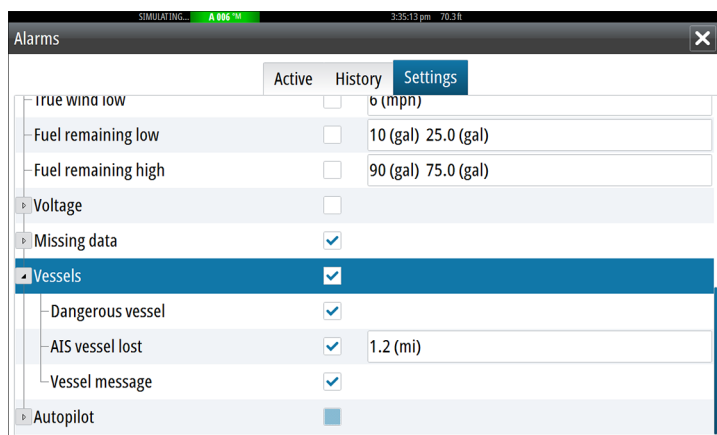 SIMULATING... A 006 °M 3:35:13 pm 70.3 ft
Alarms
Active History Settings
True wind low 6 (mph)
Fuel remaining low 10 (gal) 25.0 (gal)
Fuel remaining high 90 (gal) 75.0 (gal)
Voltage
Missing data
Vessels
Dangerous vessel
AIS vessel lost 1.2 (mi)
Vessel message
Autopilot